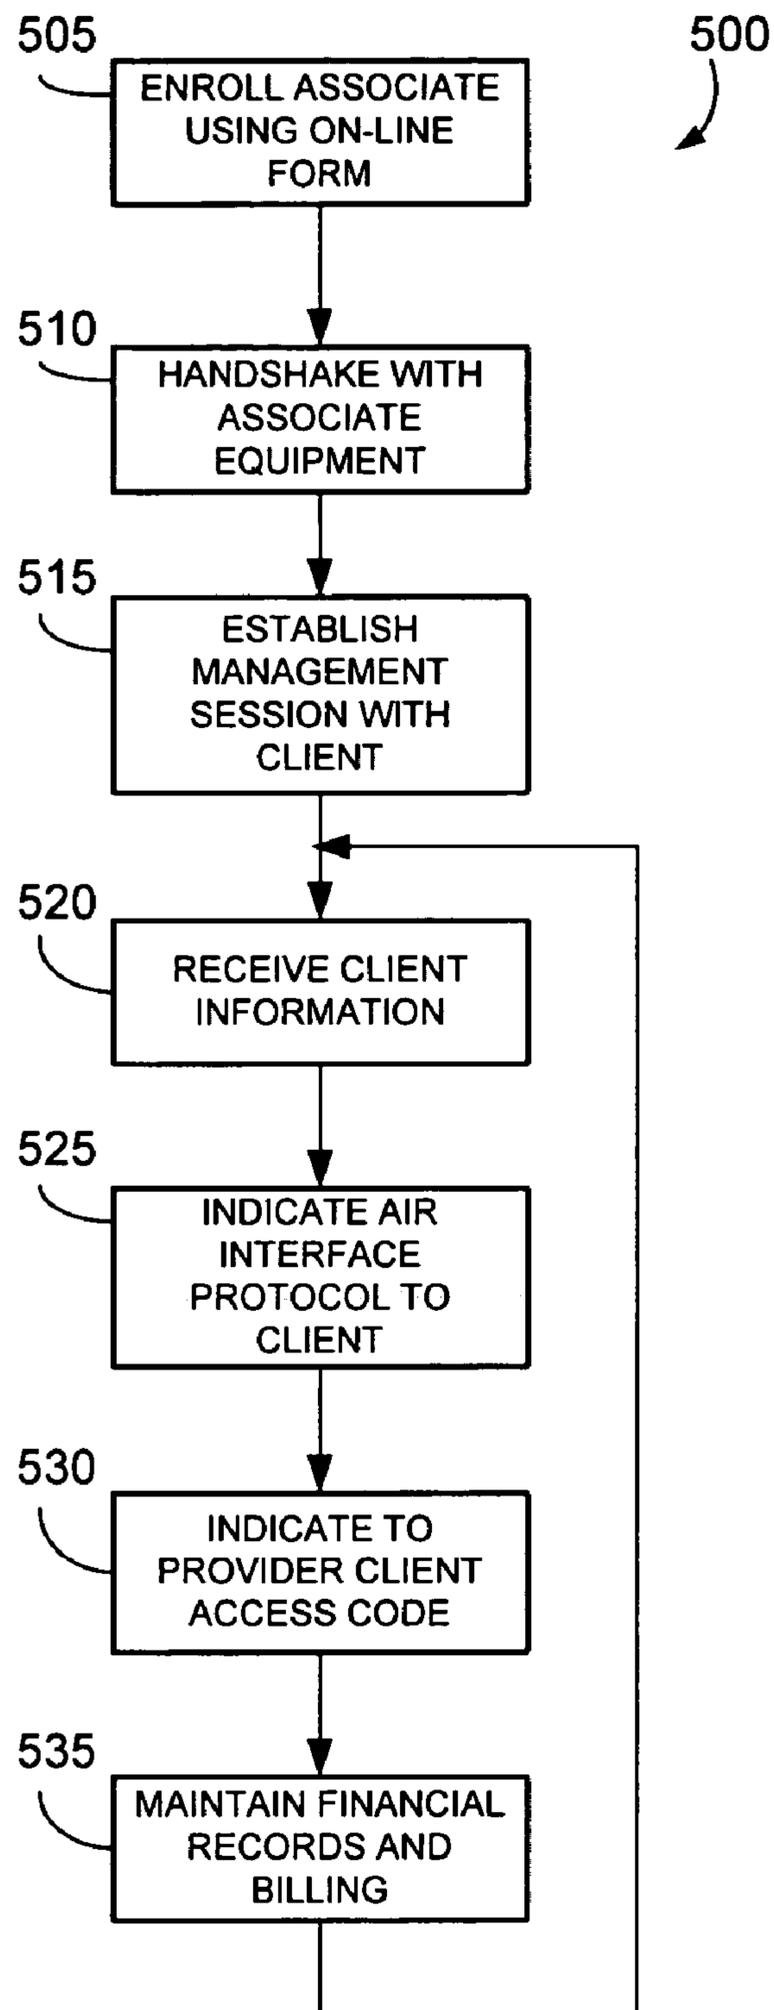 505
500
ENROLL ASSOCIATE
USING ON-LINE
FORM
510
HANDSHAKE WITH
ASSOCIATE
EQUIPMENT
515
ESTABLISH
MANAGEMENT
SESSION WITH
CLIENT
520
RECEIVE CLIENT
INFORMATION
525
INDICATE AIR
INTERFACE
PROTOCOL TO
CLIENT
530
INDICATE TO
PROVIDER CLIENT
ACCESS CODE
535
MAINTAIN FINANCIAL
RECORDS AND
BILLING